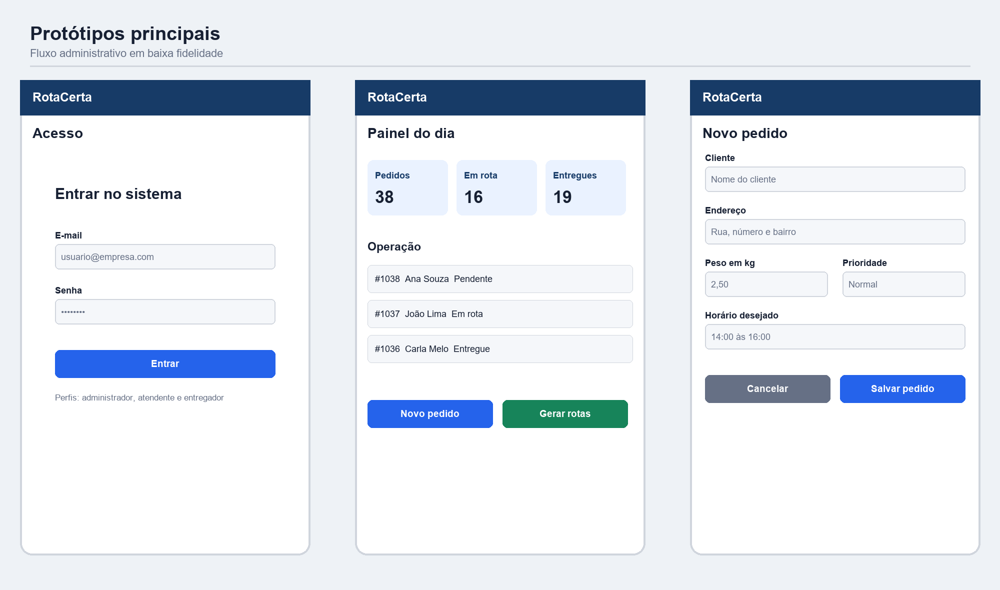 Protótipos principais
Fluxo administrativo em baixa fidelidade
RotaCerta
Acesso
Entrar no sistema
E-mail
usuario@empresa.com
Senha
••••••••
Entrar
Perfis: administrador, atendente e entregador
RotaCerta
Painel do dia
Pedidos Em rota Entregues
38 16 19
Operação
#1038 Ana Souza Pendente
#1037 João Lima Em rota
#1036 Carla Melo Entregue
Novo pedido Gerar rotas
RotaCerta
Novo pedido
Cliente
Nome do cliente
Endereço
Rua, número e bairro
Peso em kg Prioridade
2,50 Normal
Horário desejado
14:00 às 16:00
Cancelar Salvar pedido